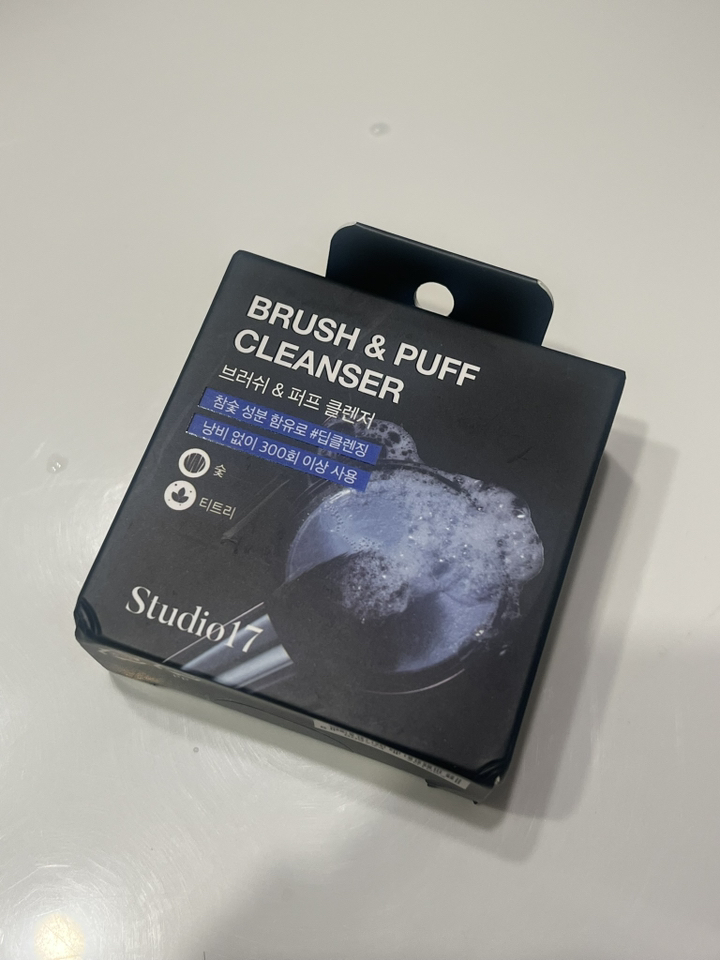 BRUSH & PUFF
CLEANSER
브러쉬 & 퍼프 클렌저
참숯 성분 함유로 #딥클렌징
낭비 없이 300회 이상 사용
숯
티트리
Studio17